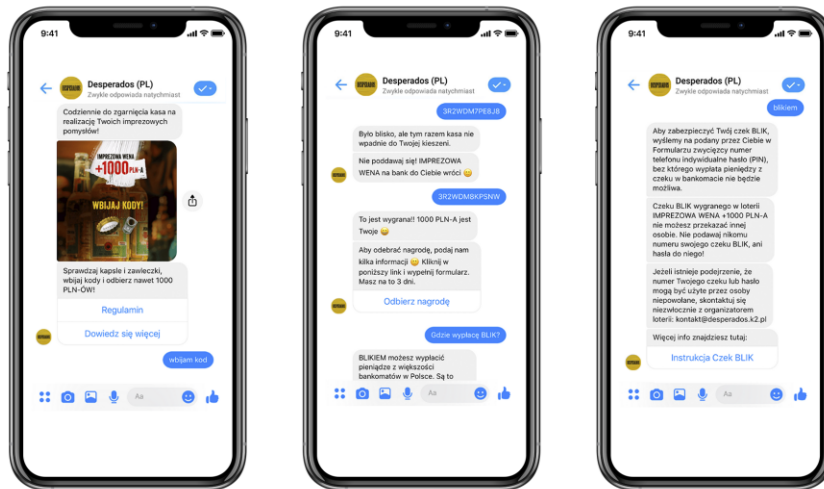 9:41
Desperados (PL)
Zwykle odpowiada natychmiast
Codziennie do zgarnięcia kasa na
realizację Twoich imprezowych
pomysłów!
IMPREZOWA WENA
+1000 PLN-A
WBIJAJ KODY!
Sprawdzaj kapsle i zawleczki,
wbijaj kody i odbierz nawet 1000
PLN-ÓW!
Regulamin
Dowiedz się więcej
wbijam kod
Aa
9:41
Desperados (PL)
Zwykle odpowiada natychmiast
3R2WDM7PE8J8
Było blisko, ale tym razem kasa nie
wpadnie do Twojej kieszeni.
Nie poddawaj się! IMPREZOWA
WENA na bank do Ciebie wróci 😄
3R2WDMBKPSNW
To jest wygrana!! 1000 PLN-A jest
Twoje 😄
Aby odebrać nagrodę, podaj nam
kilka informacji 😄 Kliknij w
poniższy link i wypełnij formularz.
Masz na to 3 dni.
Odbierz nagrodę
Gdzie wypłacę BLIK?
BLIKIEM możesz wypłacić
pieniądze z większości
bankomatów w Polsce. Są to
Aa
9:41
Desperados (PL)
Zwykle odpowiada natychmiast
blikiem
Aby zabezpieczyć Twój czek BLIK,
wyślemy na podany przez Ciebie w
Formularzu zwycięzcy numer
telefonu indywidualne hasło (PIN),
bez którego wypłata pieniędzy z
czeku w bankomacie nie będzie
możliwa.
Czeku BLIK wygranego w loterii
IMPREZOWA WENA +1000 PLN-A
nie możesz przekazać innej
osobie. Nie podawaj nikomu
numeru swojego czeku BLIK, ani
hasła do niego!
Jeżeli istnieje podejrzenie, że
numer Twojego czeku lub hasło
mogą być użyte przez osoby
niepowołane, skontaktuj się
niezwłocznie z organizatorem
loterii: kontakt@desperados.k2.pl
Więcej info znajdziesz tutaj:
Instrukcja Czek BLIK
Aa